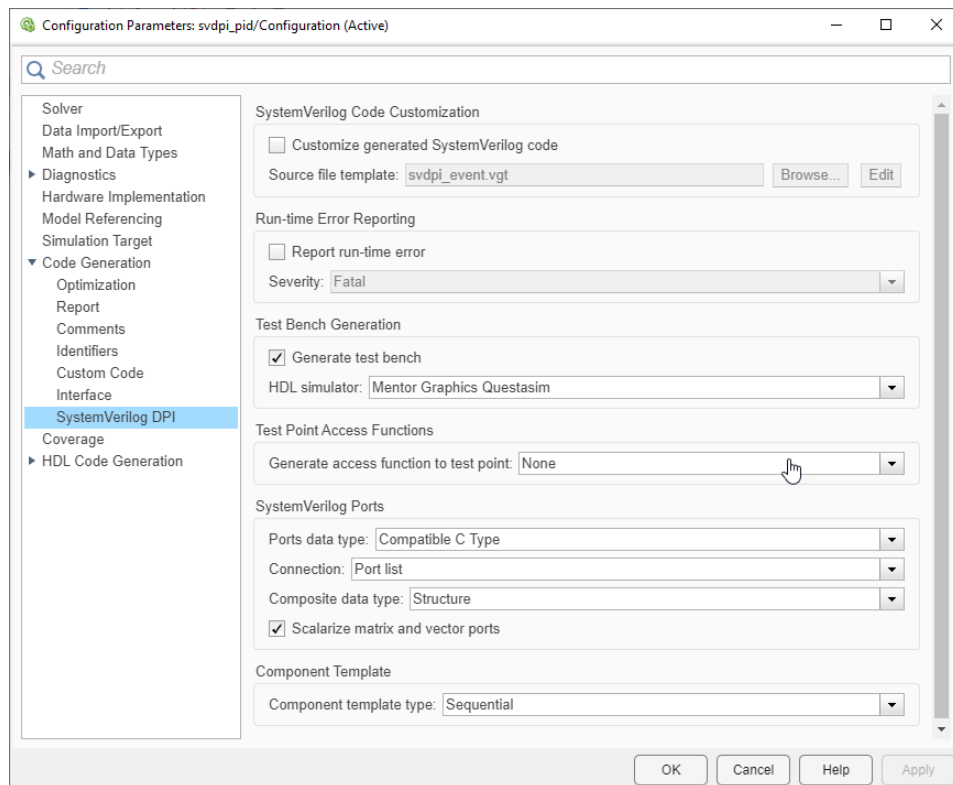 Configuration Parameters: svdpi_pid/Configuration (Active)
Search
Solver
Data Import/Export
Math and Data Types
Diagnostics
Hardware Implementation
Model Referencing
Simulation Target
Code Generation
Optimization
Report
Comments
Identifiers
Custom Code
Interface
SystemVerilog DPI
Coverage
HDL Code Generation
SystemVerilog Code Customization
Customize generated SystemVerilog code
Source file template: svdpi_event.vgt Browse... Edit
Run-time Error Reporting
Report run-time error
Severity: Fatal
Test Bench Generation
Generate test bench
HDL simulator: Mentor Graphics Questasim
Test Point Access Functions
Generate access function to test point: None
SystemVerilog Ports
Ports data type: Compatible C Type
Connection: Port list
Composite data type: Structure
Scalarize matrix and vector ports
Component Template
Component template type: Sequential
OK Cancel Help Apply